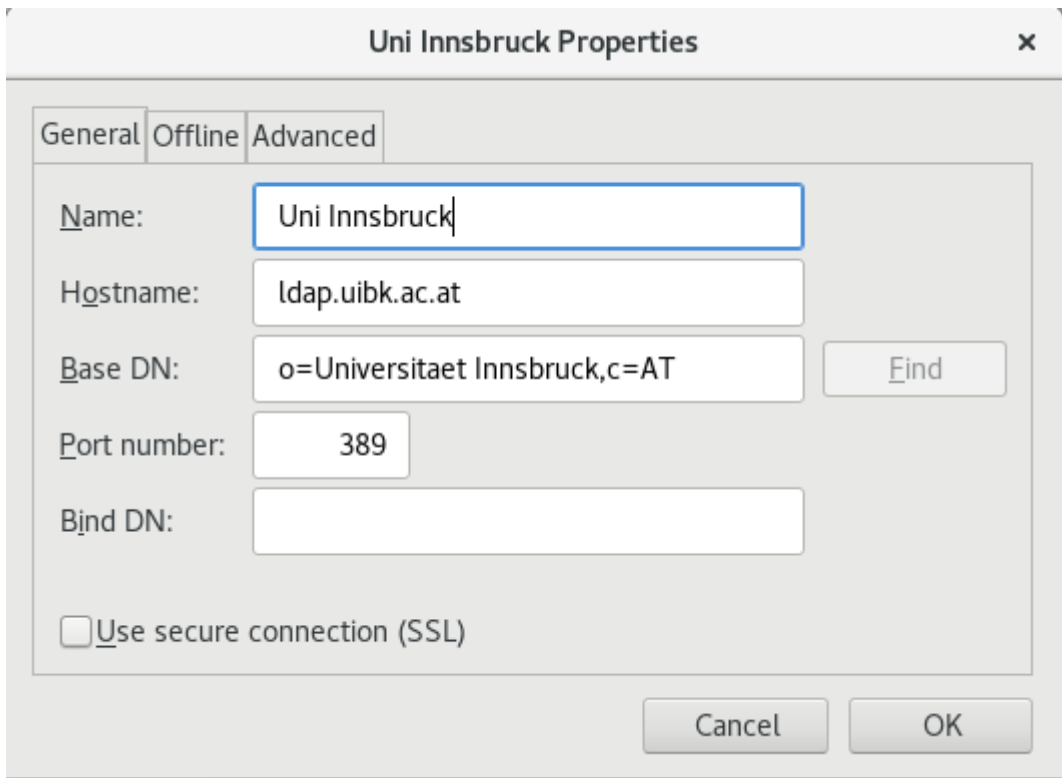 Uni Innsbruck Properties ×
General Offline Advanced
Name: Uni Innsbruck
Hostname: ldap.uibk.ac.at
Base DN: o=Universitaet Innsbruck,c=AT Find
Port number: 389
Bind DN:
Use secure connection (SSL)
Cancel OK